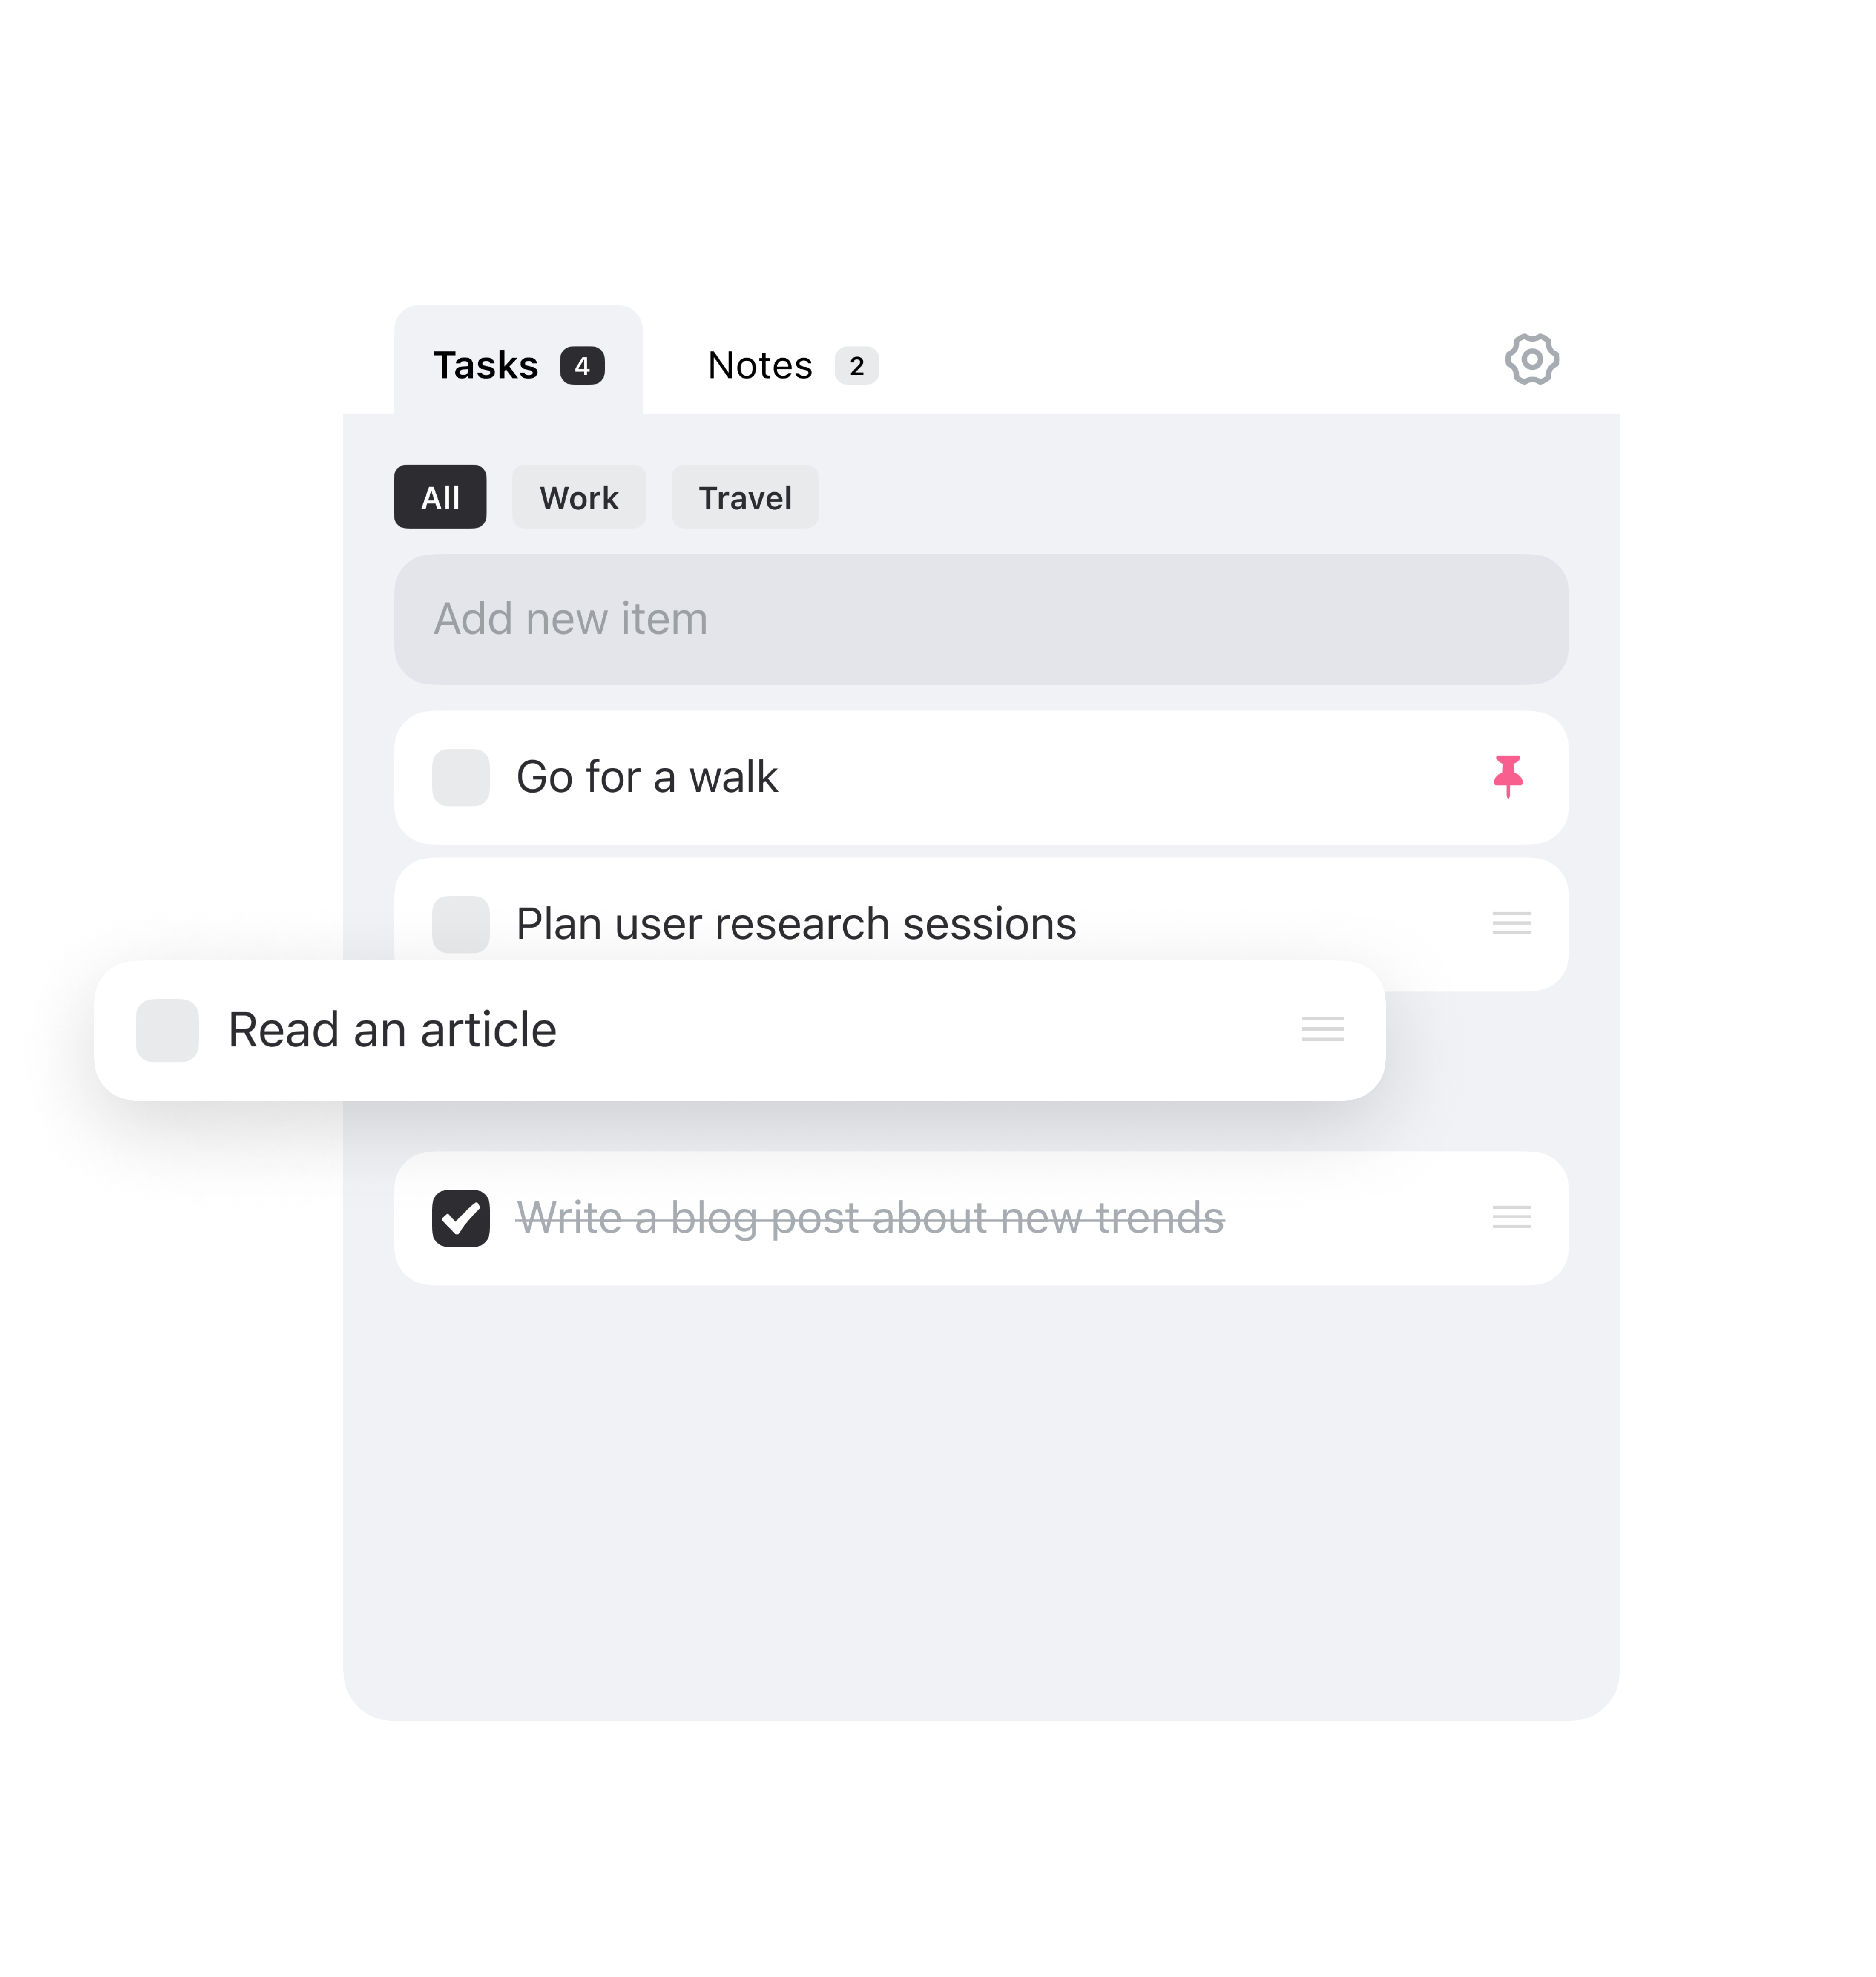 Tasks 4 Notes 2
All Work Travel
Add new item
Go for a walk
Plan user research sessions
Read an article
Write a blog post about new trends